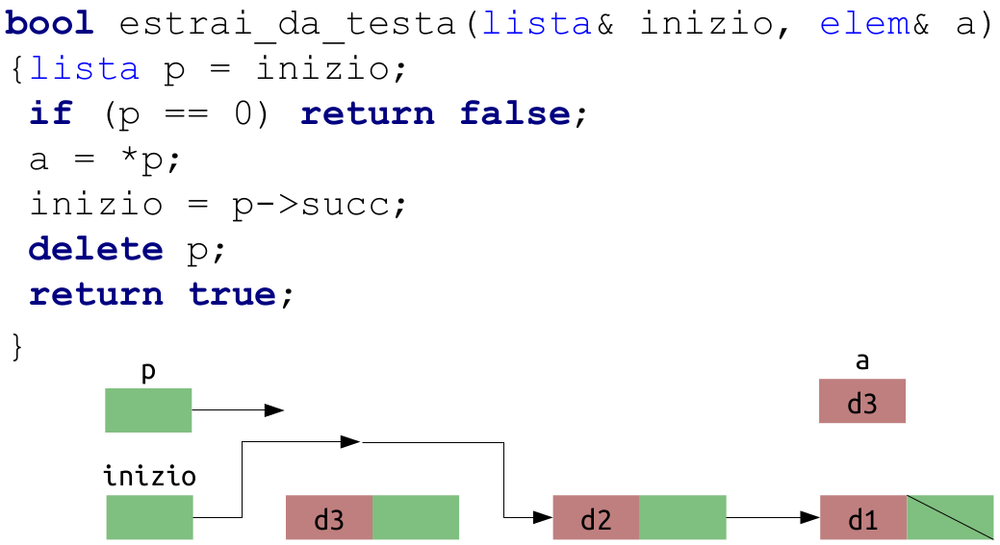 bool estrai_da_testa(lista& inizio, elem& a)
{lista p = inizio;
if (p == 0) return false;
a = *p;
inizio = p->succ;
delete p;
return true;
}
p
a
d3
inizio
d3
d2
d1